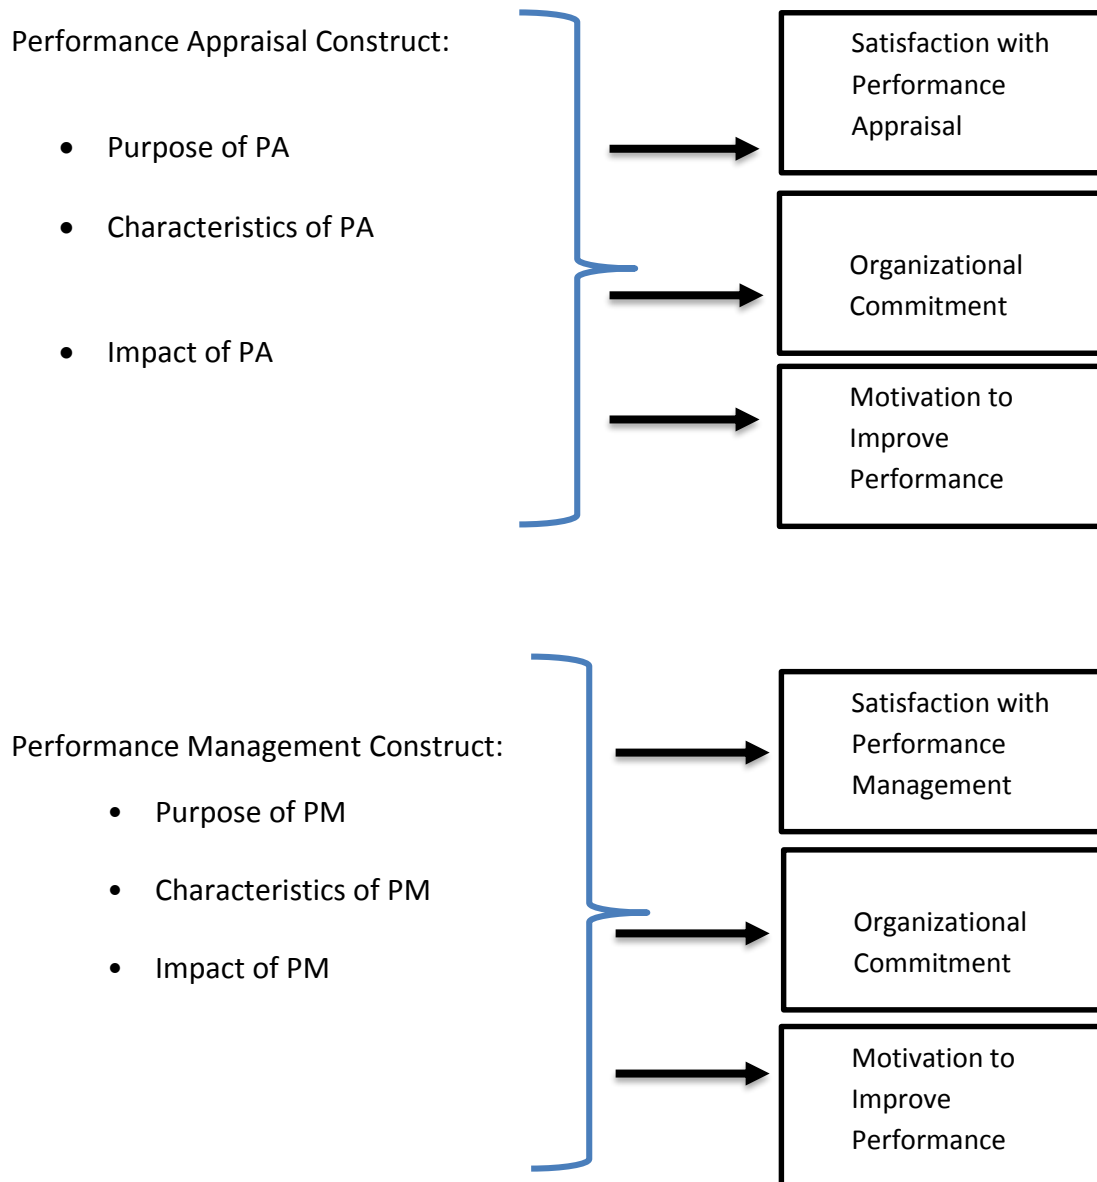 Performance Appraisal Construct:
• Purpose of PA
• Characteristics of PA
• Impact of PA
Satisfaction with
Performance
Appraisal
Organizational
Commitment
Motivation to
Improve
Performance
Performance Management Construct:
• Purpose of PM
• Characteristics of PM
• Impact of PM
Satisfaction with
Performance
Management
Organizational
Commitment
Motivation to
Improve
Performance